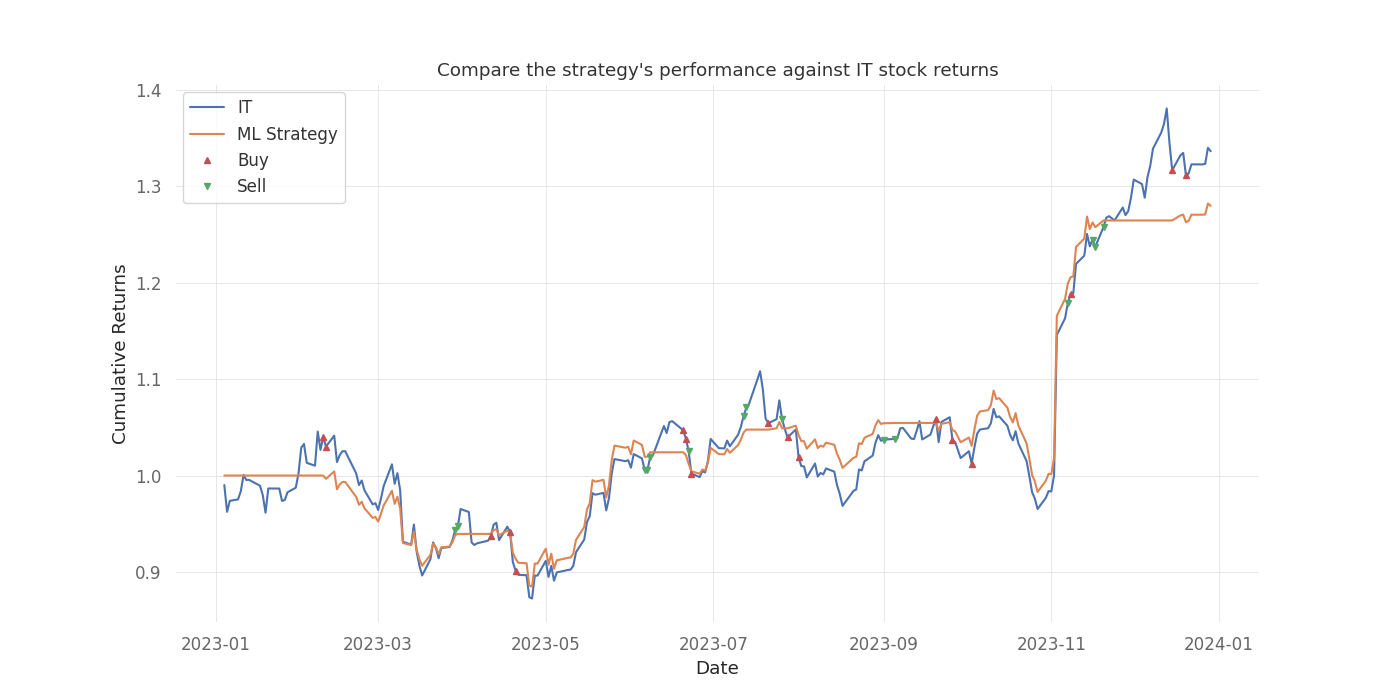 Compare the strategy's performance against IT stock returns
IT
ML Strategy
Buy
Sell
Cumulative Returns
1.4
1.3
1.2
1.1
1.0
0.9
2023-01
2023-03
2023-05
2023-07
2023-09
2023-11
2024-01
Date